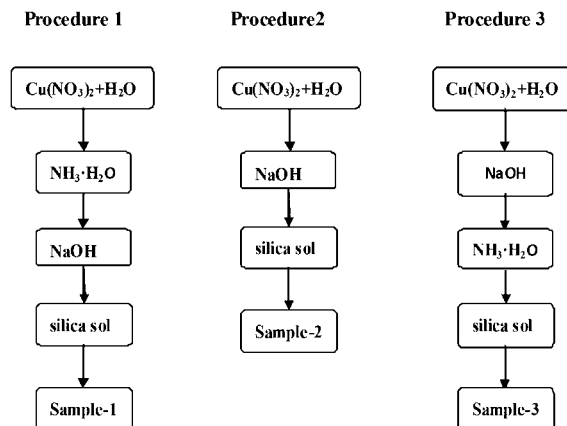 Procedure 1
Cu(NO₃)₂+H₂O
NH₃·H₂O
NaOH
silica sol
Sample-1
Procedure2
Cu(NO₃)₂+H₂O
NaOH
silica sol
Sample-2
Procedure 3
Cu(NO₃)₂+H₂O
NaOH
NH₃·H₂O
silica sol
Sample-3